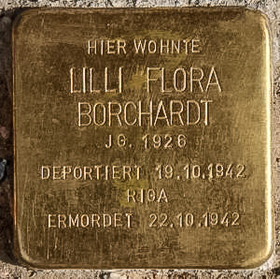 HIER WOHNTE
LILLI FLORA
BORCHARDT
JG. 1926
DEPORTIERT 19.10.1942
RIGA
ERMORDET 22.10.1942